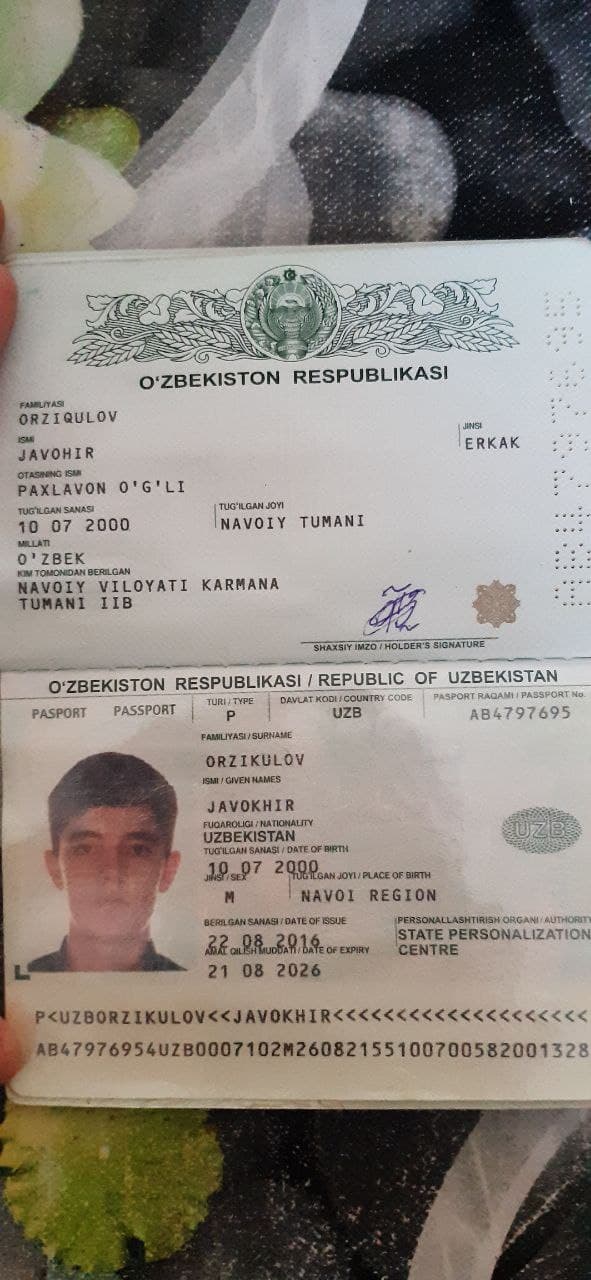 O‘ZBEKISTON RESPUBLIKASI
FAMILIYASI
ORZIQULOV
ISMI
JAVOHIR
JINSI
ERKAK
OTASINING ISMI
PAXLAVON O'G'LI
TUG‘ILGAN SANASI
10 07 2000
TUG‘ILGAN JOYI
NAVOIY TUMANI
MILLATI
O'ZBEK
KIM TOMONIDAN BERILGAN
NAVOIY VILOYATI KARMANA
TUMANI IIB
SHAXSIY IMZO / HOLDER'S SIGNATURE
O‘ZBEKISTON RESPUBLIKASI / REPUBLIC OF UZBEKISTAN
PASPORT PASSPORT
TURI / TYPE
P
DAVLAT KODI / COUNTRY CODE
UZB
PASPORT RAQAMI / PASSPORT No.
AB4797695
FAMILIYASI / SURNAME
ORZIKULOV
ISMI / GIVEN NAMES
JAVOKHIR
FUQAROLIGI / NATIONALITY
UZBEKISTAN
TUG‘ILGAN SANASI / DATE OF BIRTH
10 07 2000
JINSI / SEX
M
TUG‘ILGAN JOYI / PLACE OF BIRTH
NAVOI REGION
UZB
BERILGAN SANASI / DATE OF ISSUE
22 08 2016
PERSONALLASHTIRISH ORGANI / AUTHORITY
STATE PERSONALIZATION
CENTRE
AMAL QILISH MUDDATI / DATE OF EXPIRY
21 08 2026
P<UZBORZIKULOV<<JAVOKHIR<<<<<<<<<<<<<<<<<<<<
AB47976954UZB0007102M26082155100700582001328